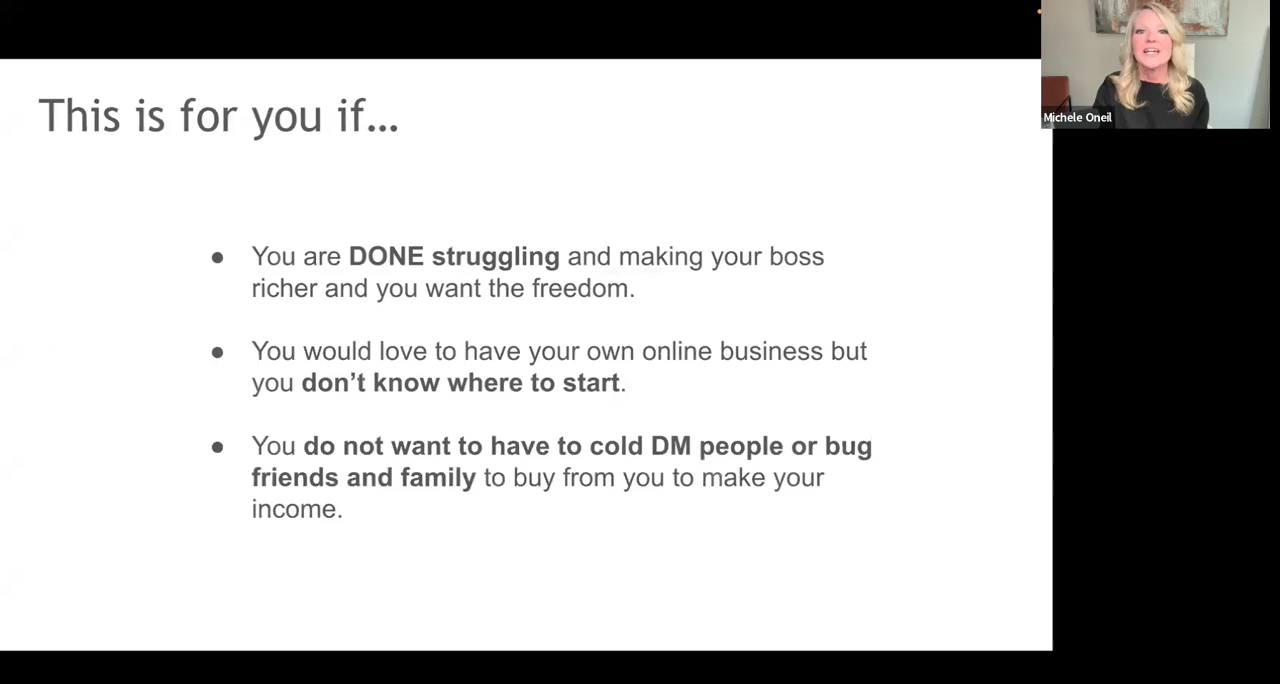 This is for you if…
● You are DONE struggling and making your boss
richer and you want the freedom.
● You would love to have your own online business but
you don’t know where to start.
● You do not want to have to cold DM people or bug
friends and family to buy from you to make your
income.
Michele Oneil